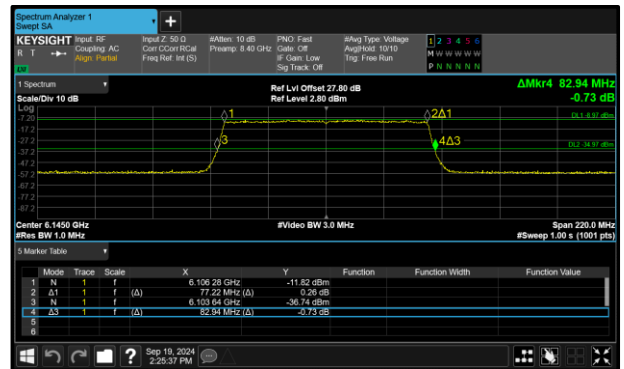 Spectrum Analyzer 1
Swept SA
+
KEYSIGHT Input: RF Input Z: 50 Ω #Atten: 10 dB PNO: Fast #Avg Type: Voltage 1 2 3 4 5 6
R T Coupling: AC Corr CCorr RCal Preamp: 8.40 GHz Gate: Off Avg|Hold: 10/10 M W W W W W
Align: Partial Freq Ref: Int (S) IF Gain: Low Trig: Free Run
Sig Track: Off P N N N N N
LXI
1 Spectrum Ref Lvl Offset 27.80 dB ΔMkr4 82.94 MHz
Scale/Div 10 dB Ref Level 2.80 dBm -0.73 dB
Log
-7.20 1 2Δ1 DL1 -8.97 dBm
-17.2
-27.2 3 4Δ3 DL2 -34.97 dBm
-37.2
-47.2
-57.2
-67.2
-77.2
-87.2
Center 6.1450 GHz #Video BW 3.0 MHz Span 220.0 MHz
#Res BW 1.0 MHz #Sweep 1.00 s (1001 pts)
5 Marker Table
Mode Trace Scale X Y Function Function Width Function Value
1 N 1 f 6.106 28 GHz -11.82 dBm
2 Δ1 1 f (Δ) 77.22 MHz (Δ) 0.26 dB
3 N 1 f 6.103 64 GHz -36.74 dBm
4 Δ3 1 f (Δ) 82.94 MHz (Δ) -0.73 dB
5
6
? Sep 19, 2024
2:25:37 PM